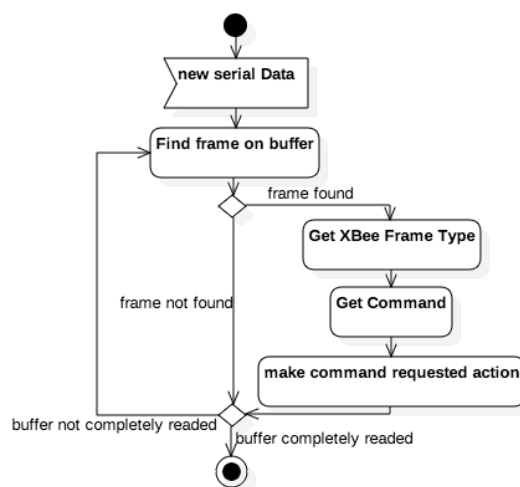 new serial Data
Find frame on buffer
frame found
Get XBee Frame Type
frame not found
Get Command
make command requested action
buffer not completely readed
buffer completely readed